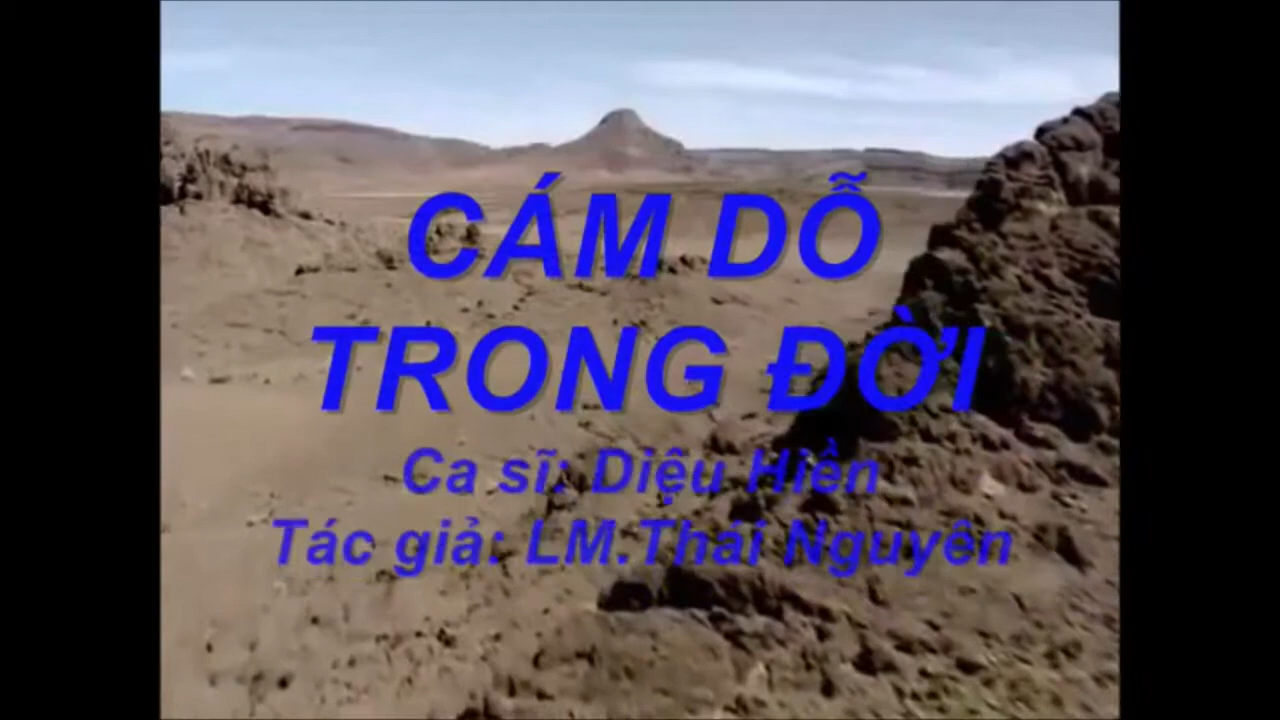 CÁM DỖ
TRONG ĐỜI
Ca sĩ: Diệu Hiền
Tác giả: LM.Thái Nguyên